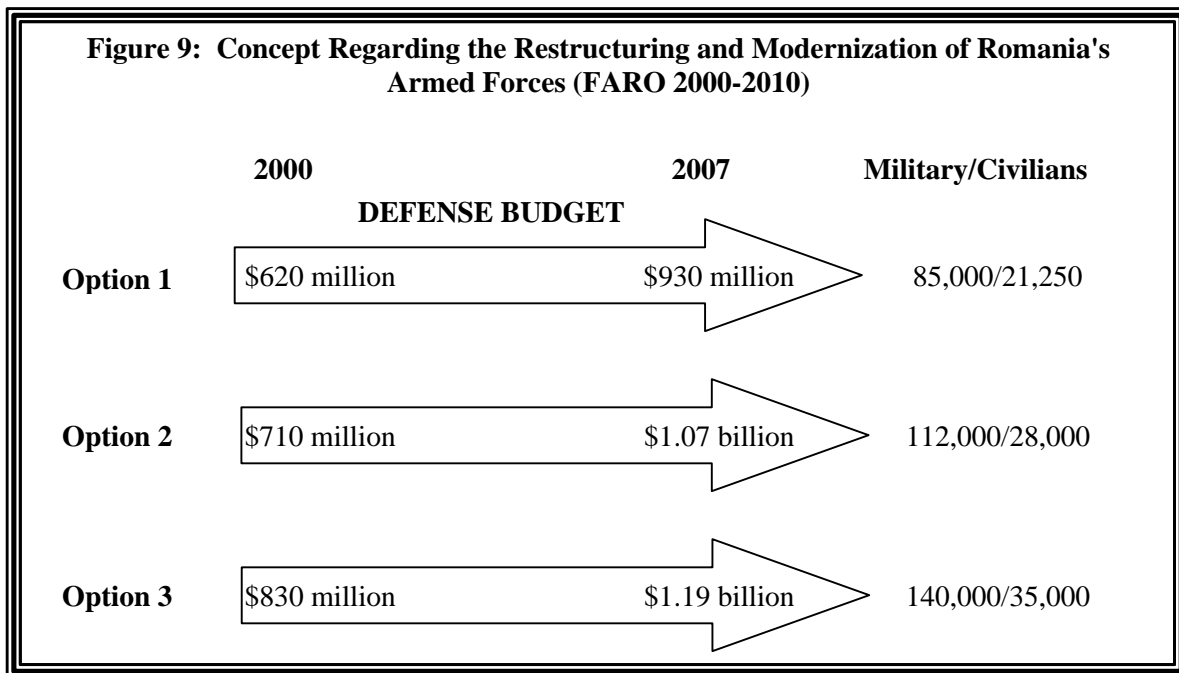 Figure 9: Concept Regarding the Restructuring and Modernization of Romania's
Armed Forces (FARO 2000-2010)
2000 2007 Military/Civilians
DEFENSE BUDGET
Option 1 $620 million $930 million 85,000/21,250
Option 2 $710 million $1.07 billion 112,000/28,000
Option 3 $830 million $1.19 billion 140,000/35,000